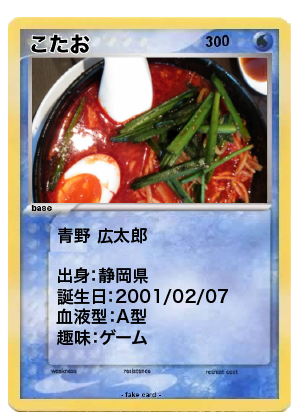 こたお 300
base
青野 広太郎
出身:静岡県
誕生日:2001/02/07
血液型:A型
趣味:ゲーム
weakness resistance retreat cost
- fake card -